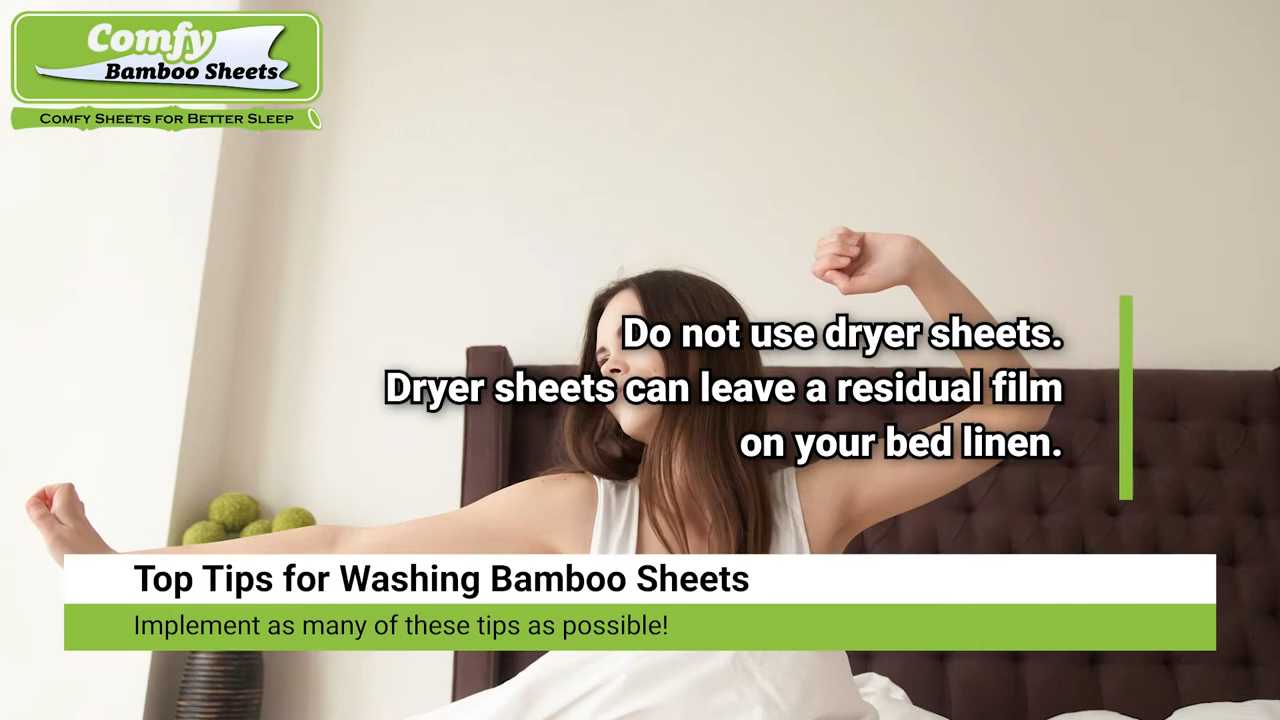 Comfy
Bamboo Sheets
COMFY SHEETS FOR BETTER SLEEP
Do not use dryer sheets.
Dryer sheets can leave a residual film
on your bed linen.
Top Tips for Washing Bamboo Sheets
Implement as many of these tips as possible!